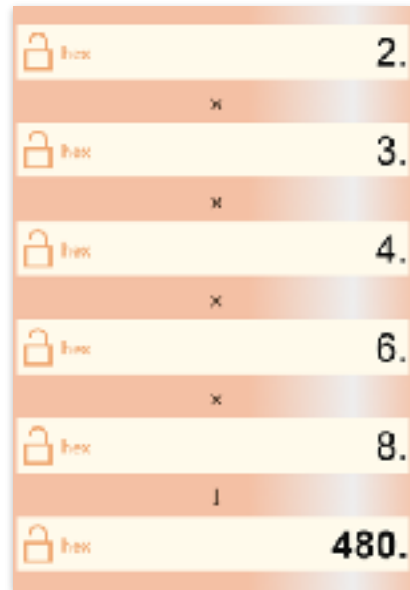 hex 2.
×
hex 3.
×
hex 4.
×
hex 6.
×
hex 8.
hex 480.